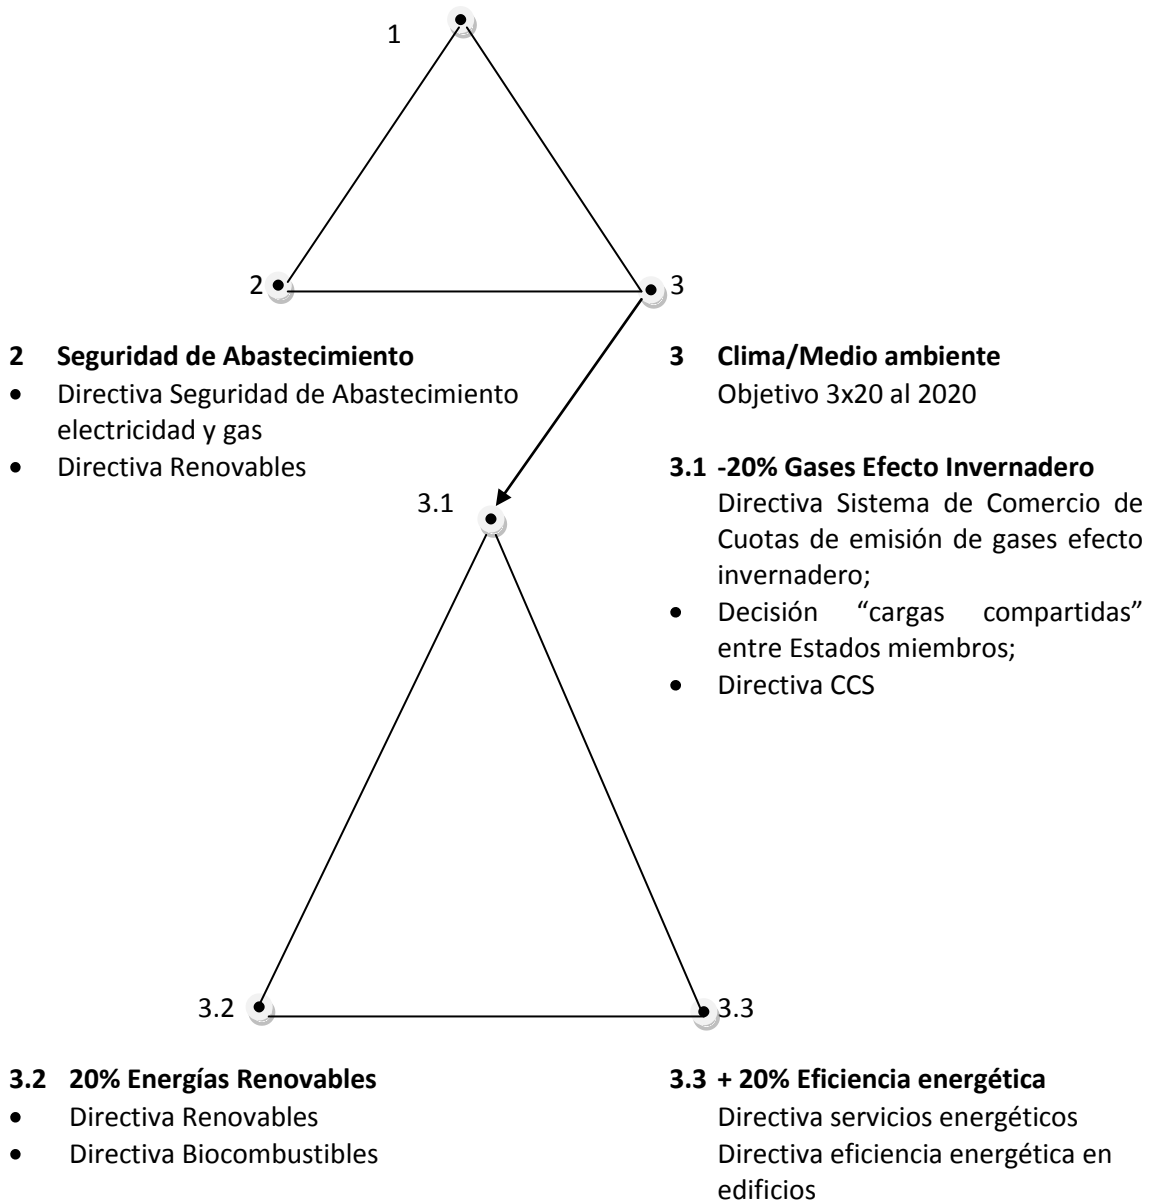 1
2
3
2 Seguridad de Abastecimiento
• Directiva Seguridad de Abastecimiento
electricidad y gas
• Directiva Renovables
3 Clima/Medio ambiente
Objetivo 3x20 al 2020
3.1 -20% Gases Efecto Invernadero
Directiva Sistema de Comercio de
Cuotas de emisión de gases efecto
invernadero;
• Decisión “cargas compartidas”
entre Estados miembros;
• Directiva CCS
3.1
3.2
3.3
3.2 20% Energías Renovables
• Directiva Renovables
• Directiva Biocombustibles
3.3 + 20% Eficiencia energética
Directiva servicios energéticos
Directiva eficiencia energética en
edificios